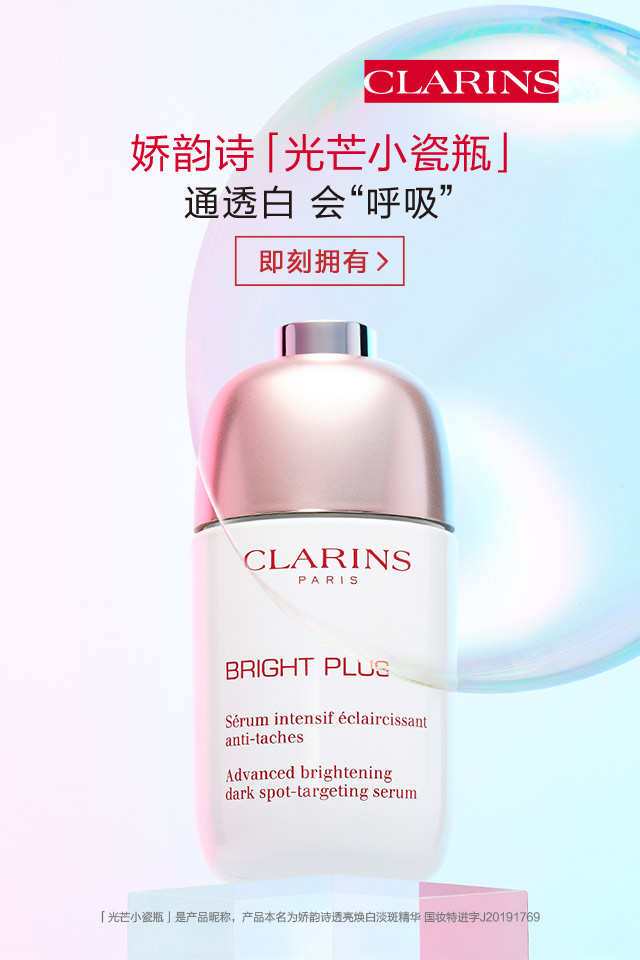 CLARINS
娇韵诗「光芒小瓷瓶」
通透白 会“呼吸”
即刻拥有 >
CLARINS
PARIS
BRIGHT PLUS
Sérum intensif éclaircissant
anti-taches
Advanced brightening
dark spot-targeting serum
「光芒小瓷瓶」是产品昵称，产品本名为娇韵诗透亮焕白淡斑精华 国妆特进字J20191769